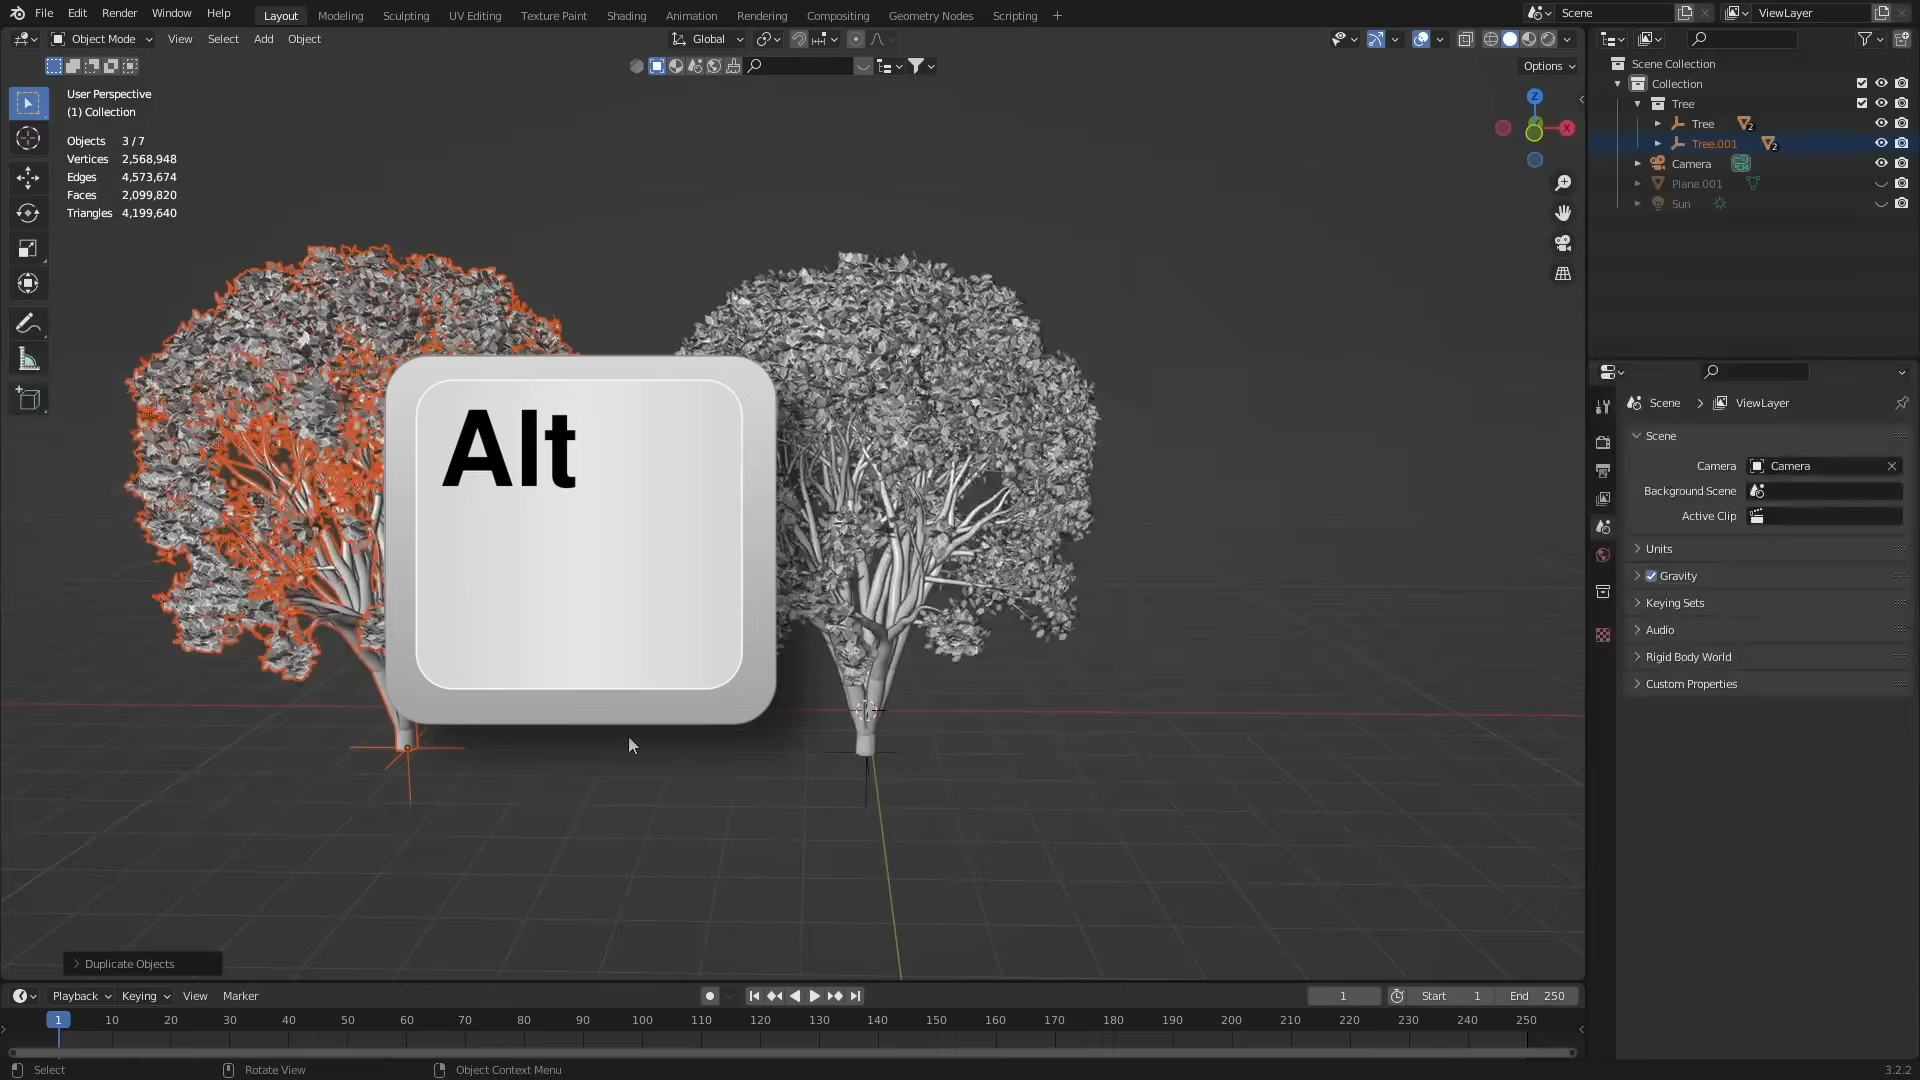 File Edit Render Window Help Layout Modeling Sculpting UV Editing Texture Paint Shading Animation Rendering Compositing Geometry Nodes Scripting Scene ViewLayer
Object Mode View Select Add Object Global
Options
User Perspective
(1) Collection
Objects 3 / 7
Vertices 2,568,948
Edges 4,573,674
Faces 2,099,820
Triangles 4,199,640
Z
X
Alt
Scene Collection
Collection
Tree
Tree 2
Tree.001 2
Camera
Plane.001
Sun
Scene ViewLayer
Scene
Camera Camera
Background Scene
Active Clip
Units
Gravity
Keying Sets
Audio
Rigid Body World
Custom Properties
Duplicate Objects
Playback Keying View Marker 1 Start 1 End 250
1 10 20 30 40 50 60 70 80 90 100 110 120 130 140 150 160 170 180 190 200 210 220 230 240 250
Select Rotate View Object Context Menu 3.2.2